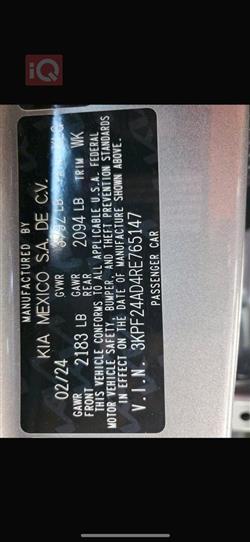 iQ
MANUFACTURED BY
KIA MEXICO S.A. DE C.V.
02/24 GVWR LB
GAWR FRONT 2183 LB GAWR REAR 2094 LB TRIM WK
THIS VEHICLE CONFORMS TO ALL APPLICABLE U.S.A. FEDERAL
MOTOR VEHICLE SAFETY, BUMPER, AND THEFT PREVENTION STANDARDS
IN EFFECT ON THE DATE OF MANUFACTURE SHOWN ABOVE.
V.I.N. 3KPF24AD4RE765147
PASSENGER CAR